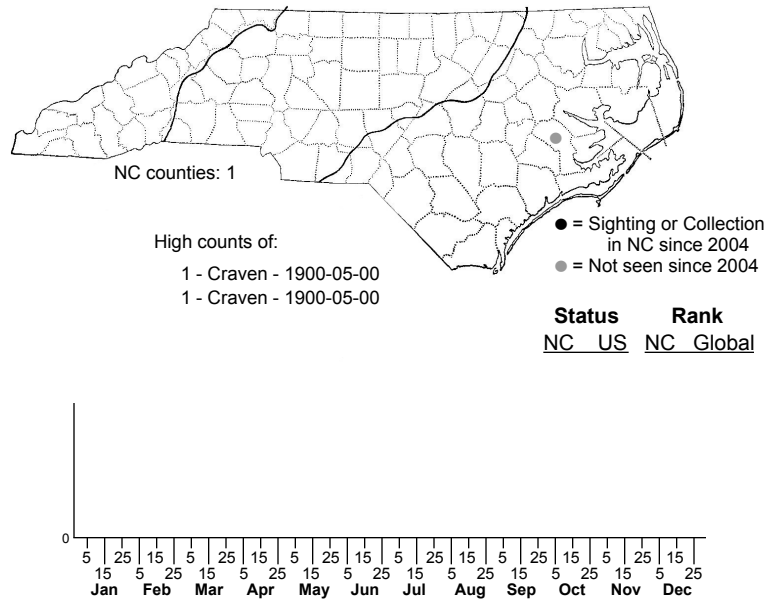 NC counties: 1
High counts of:
1 - Craven - 1900-05-00
1 - Craven - 1900-05-00
● = Sighting or Collection
in NC since 2004
● = Not seen since 2004
Status Rank
NC US NC Global
0
5 15 25 5 15 25 5 15 25 5 15 25 5 15 25 5 15 25 5 15 25 5 15 25 5 15 25 5 15 25 5 15 25 5 15 25
Jan Feb Mar Apr May Jun Jul Aug Sep Oct Nov Dec